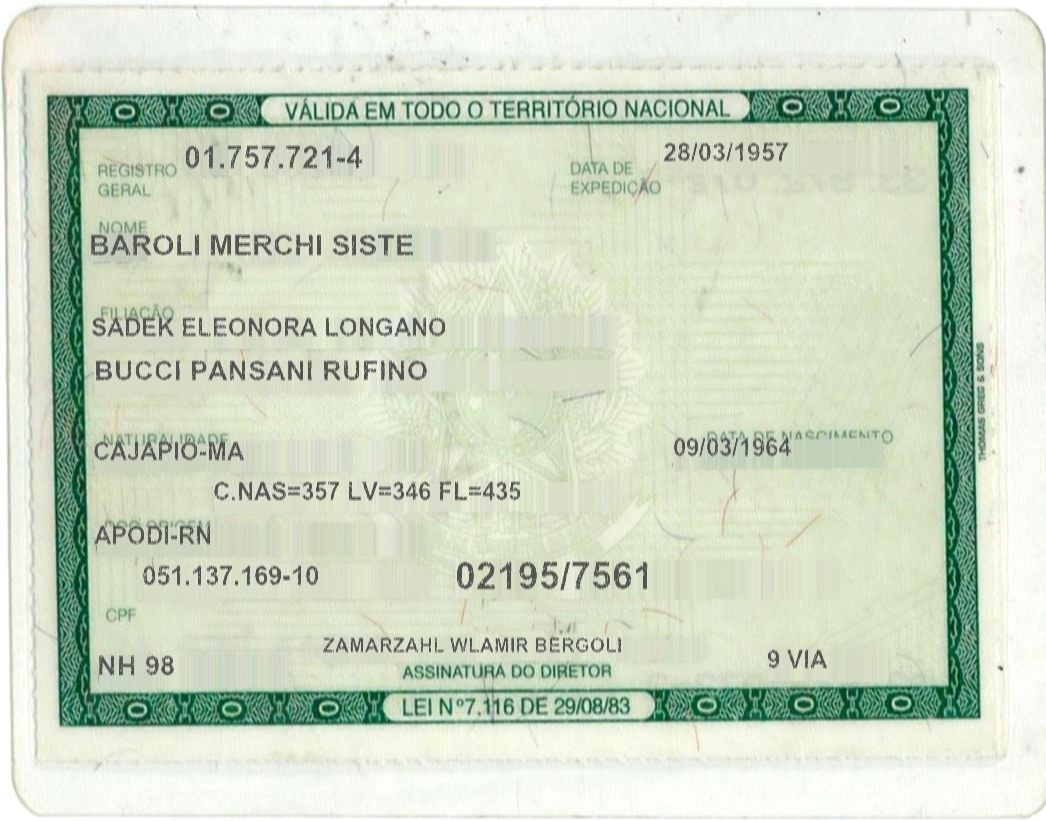 VÁLIDA EM TODO O TERRITÓRIO NACIONAL
REGISTRO GERAL 01.757.721-4
DATA DE EXPEDIÇÃO 28/03/1957
NOME
BAROLI MERCHI SISTE
FILIAÇÃO
SADEK ELEONORA LONGANO
BUCCI PANSANI RUFINO
NATURALIDADE DATA DE NASCIMENTO
CAJAPIO-MA 09/03/1964
C.NAS=357 LV=346 FL=435
DOC ORIGEM
APODI-RN
051.137.169-10 02195/7561
CPF
ZAMARZAHL WLAMIR BERGOLI
NH 98 ASSINATURA DO DIRETOR 9 VIA
LEI Nº7.116 DE 29/08/83
THOMAS GREG & SONS